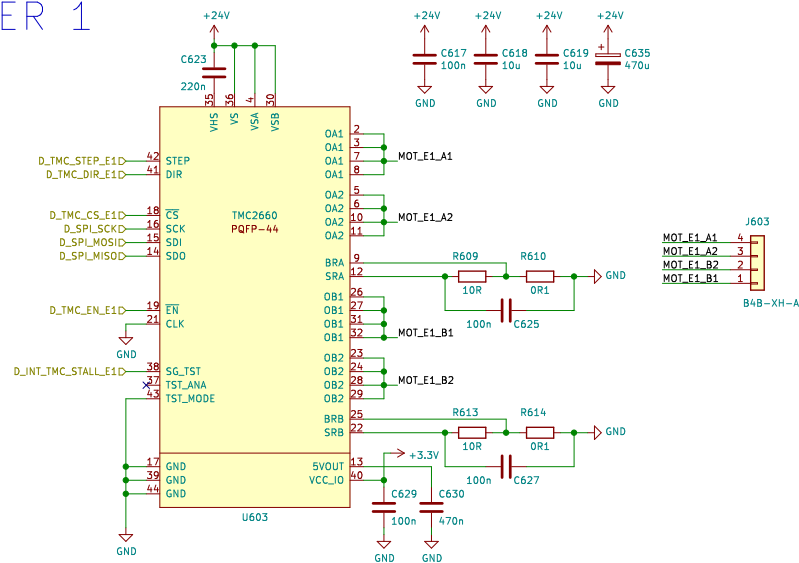 ER 1
+24V
+24V
+24V
+24V
+24V
C623
220n
C617
100n
C618
10u
C619
10u
C635
470u
GND
GND
GND
GND
35
36
4
30
VHS
VS
VSA
VSB
D_TMC_STEP_E1
42
STEP
D_TMC_DIR_E1
41
DIR
D_TMC_CS_E1
18
CS
D_SPI_SCK
16
SCK
D_SPI_MOSI
15
SDI
D_SPI_MISO
14
SDO
D_TMC_EN_E1
19
EN
21
CLK
GND
D_INT_TMC_STALL_E1
38
SG_TST
37
TST_ANA
43
TST_MODE
17
GND
39
GND
44
GND
GND
TMC2660
PQFP-44
U603
OA1
2
OA1
3
OA1
7
OA1
8
MOT_E1_A1
OA2
5
OA2
6
OA2
10
OA2
11
MOT_E1_A2
BRA
9
SRA
12
R609
10R
R610
0R1
GND
100n
C625
OB1
26
OB1
27
OB1
31
OB1
32
MOT_E1_B1
OB2
23
OB2
24
OB2
28
OB2
29
MOT_E1_B2
BRB
25
SRB
22
R613
10R
R614
0R1
GND
100n
C627
5VOUT
13
VCC_IO
40
+3.3V
C629
100n
C630
470n
GND
GND
J603
MOT_E1_A1
4
MOT_E1_A2
3
MOT_E1_B2
2
MOT_E1_B1
1
B4B-XH-A